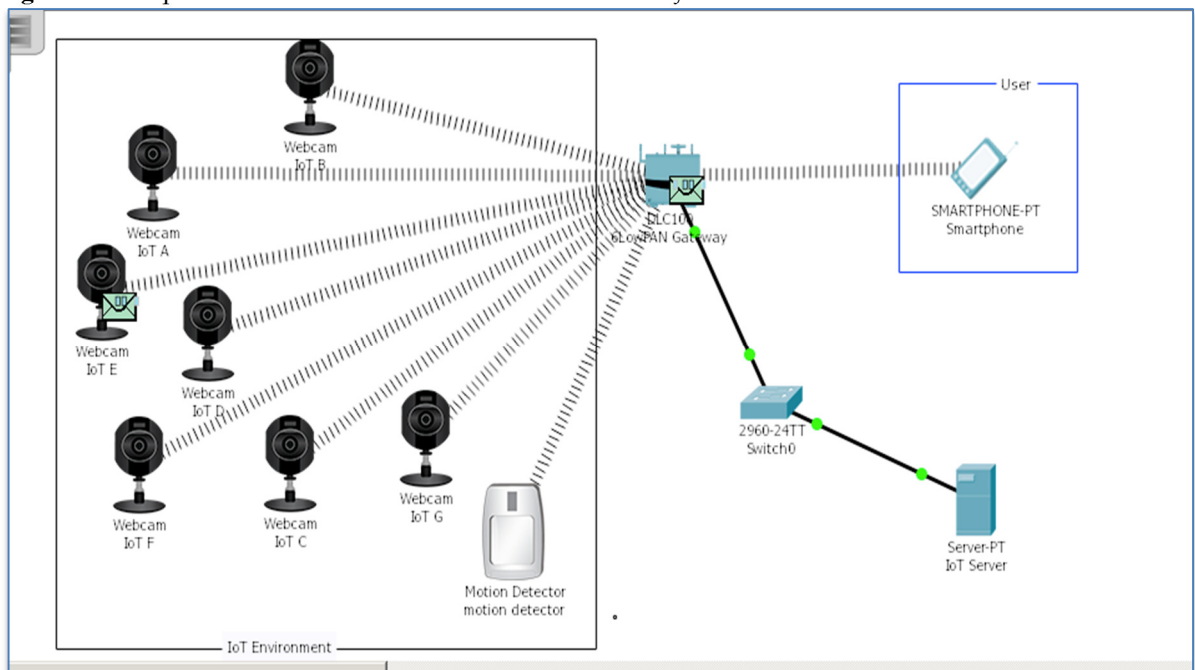 Webcam
IoT B
Webcam
IoT A
Webcam
IoT E
Webcam
IoT D
Webcam
IoT F
Webcam
IoT C
Webcam
IoT G
Motion Detector
motion detector
IoT Environment
DLC100
6LowPAN Gateway
User
SMARTPHONE-PT
Smartphone
2960-24TT
Switch0
Server-PT
IoT Server